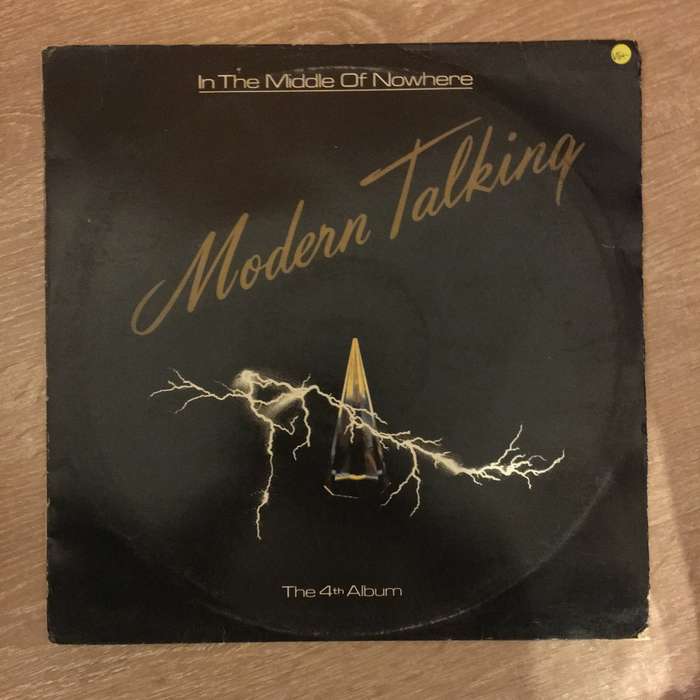 In The Middle Of Nowhere
Modern Talking
The 4th Album